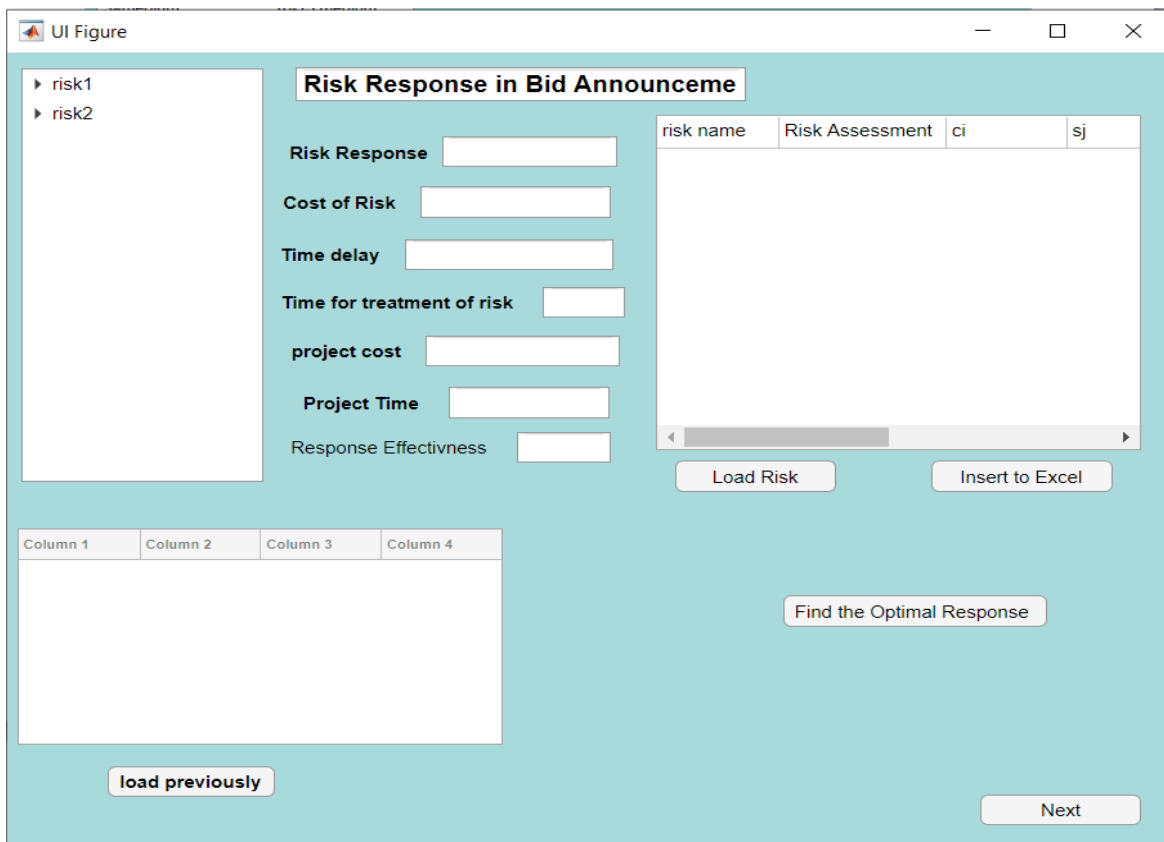 UI Figure
risk1
risk2
Risk Response in Bid Announceme
Risk Response
Cost of Risk
Time delay
Time for treatment of risk
project cost
Project Time
Response Effectivness
risk name Risk Assessment ci sj
Load Risk
Insert to Excel
Column 1 Column 2 Column 3 Column 4
Find the Optimal Response
load previously
Next